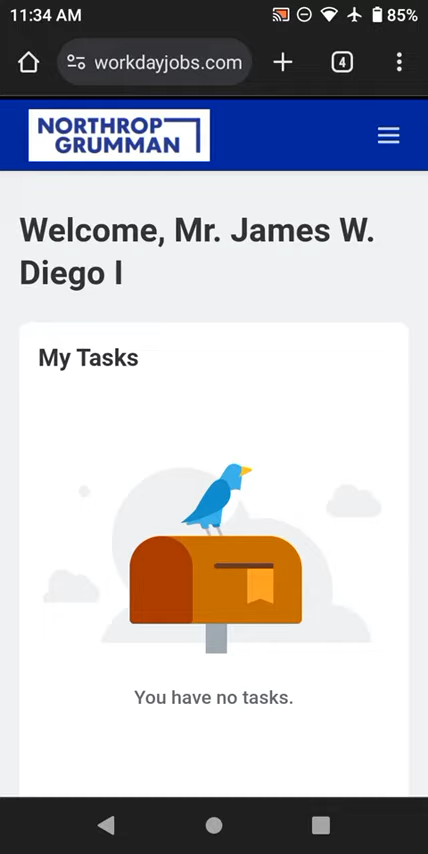 11:34 AM
85%
workdayjobs.com
4
NORTHROP
GRUMMAN
Welcome, Mr. James W.
Diego I
My Tasks
You have no tasks.